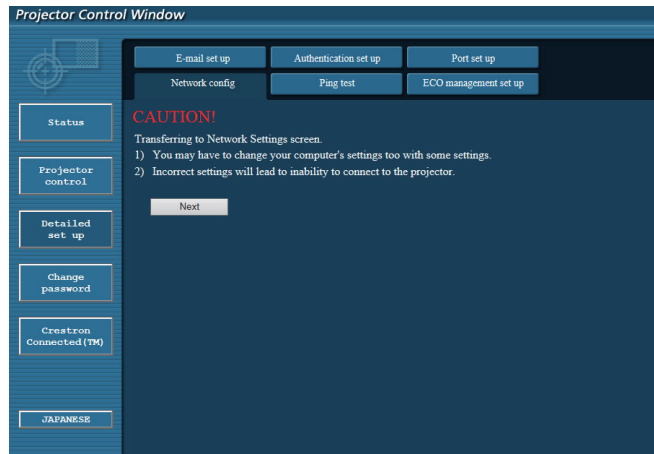 Projector Control Window
E-mail set up
Authentication set up
Port set up
Network config
Ping test
ECO management set up
Status
Projector
control
Detailed
set up
Change
password
Crestron
Connected(TM)
JAPANESE
CAUTION!
Transferring to Network Settings screen.
1) You may have to change your computer's settings too with some settings.
2) Incorrect settings will lead to inability to connect to the projector.
Next